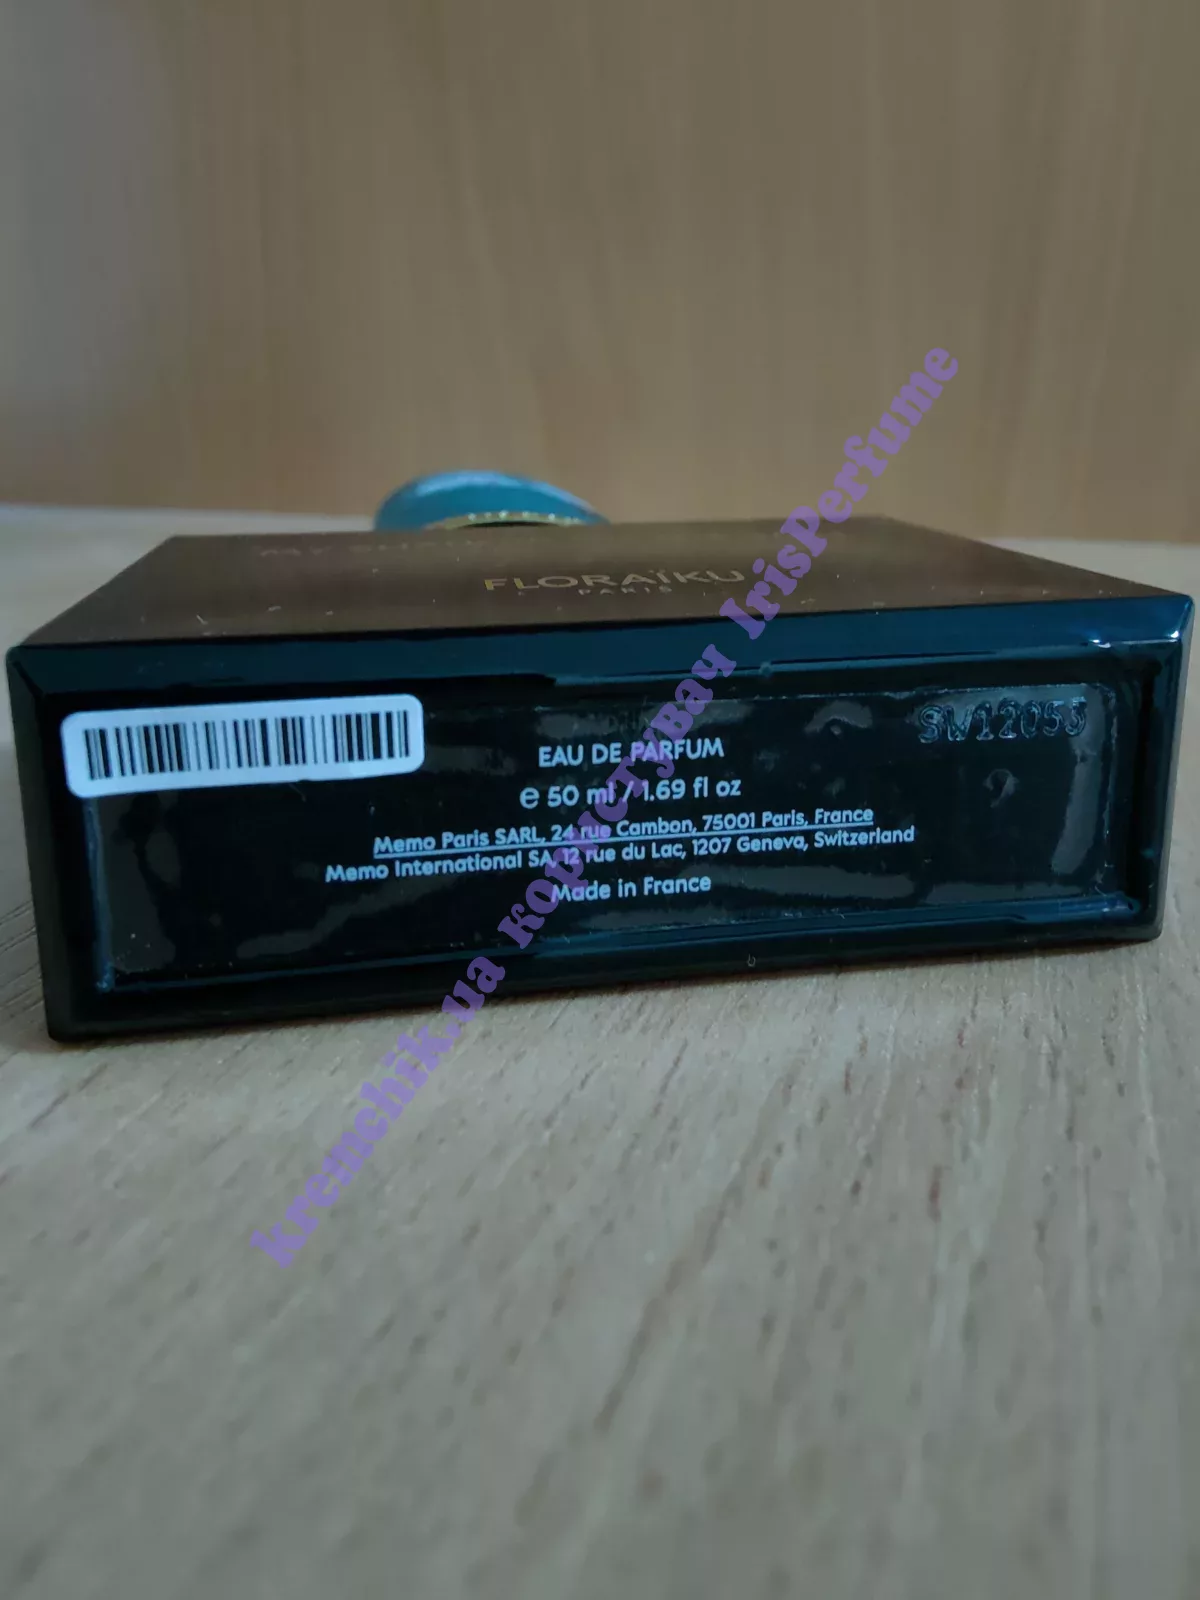 FLORAÏKU
PARIS
SW12053
EAU DE PARFUM
e 50 ml / 1.69 fl oz
Memo Paris SARL, 24 rue Cambon, 75001 Paris, France
Memo International SA, 12 rue du Lac, 1207 Geneva, Switzerland
Made in France
kremchik.ua користувач IrisPerfume